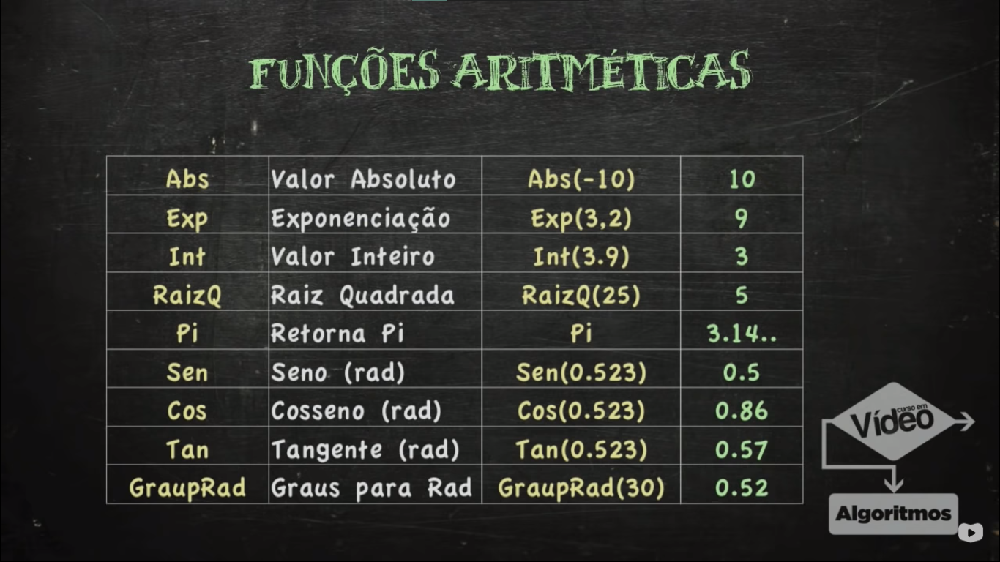 FUNÇÕES ARITMÉTICAS
Abs Valor Absoluto Abs(-10) 10
Exp Exponenciação Exp(3,2) 9
Int Valor Inteiro Int(3.9) 3
RaizQ Raiz Quadrada RaizQ(25) 5
Pi Retorna Pi Pi 3.14..
Sen Seno (rad) Sen(0.523) 0.5
Cos Cosseno (rad) Cos(0.523) 0.86
Tan Tangente (rad) Tan(0.523) 0.57
GraupRad Graus para Rad GraupRad(30) 0.52
curso em
Vídeo
Algoritmos